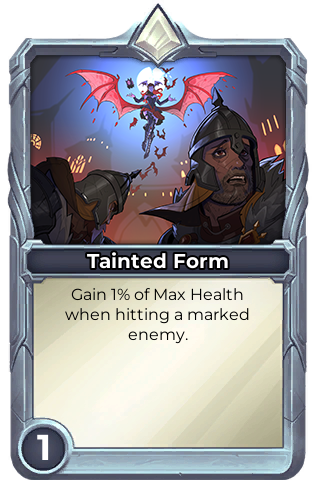 Tainted Form
Gain 1% of Max Health
when hitting a marked
enemy.
1